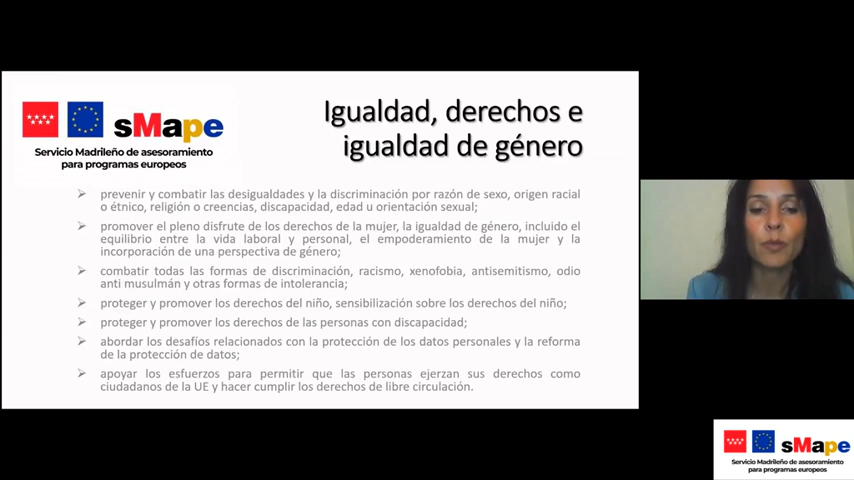 sMape
Servicio Madrileño de asesoramiento
para programas europeos
Igualdad, derechos e
igualdad de género
prevenir y combatir las desigualdades y la discriminación por razón de sexo, origen racial
o étnico, religión o creencias, discapacidad, edad u orientación sexual;
promover el pleno disfrute de los derechos de la mujer, la igualdad de género, incluido el
equilibrio entre la vida laboral y personal, el empoderamiento de la mujer y la
incorporación de una perspectiva de género;
combatir todas las formas de discriminación, racismo, xenofobia, antisemitismo, odio
anti musulmán y otras formas de intolerancia;
proteger y promover los derechos del niño, sensibilización sobre los derechos del niño;
proteger y promover los derechos de las personas con discapacidad;
abordar los desafíos relacionados con la protección de los datos personales y la reforma
de la protección de datos;
apoyar los esfuerzos para permitir que las personas ejerzan sus derechos como
ciudadanos de la UE y hacer cumplir los derechos de libre circulación.
sMape
Servicio Madrileño de asesoramiento
para programas europeos